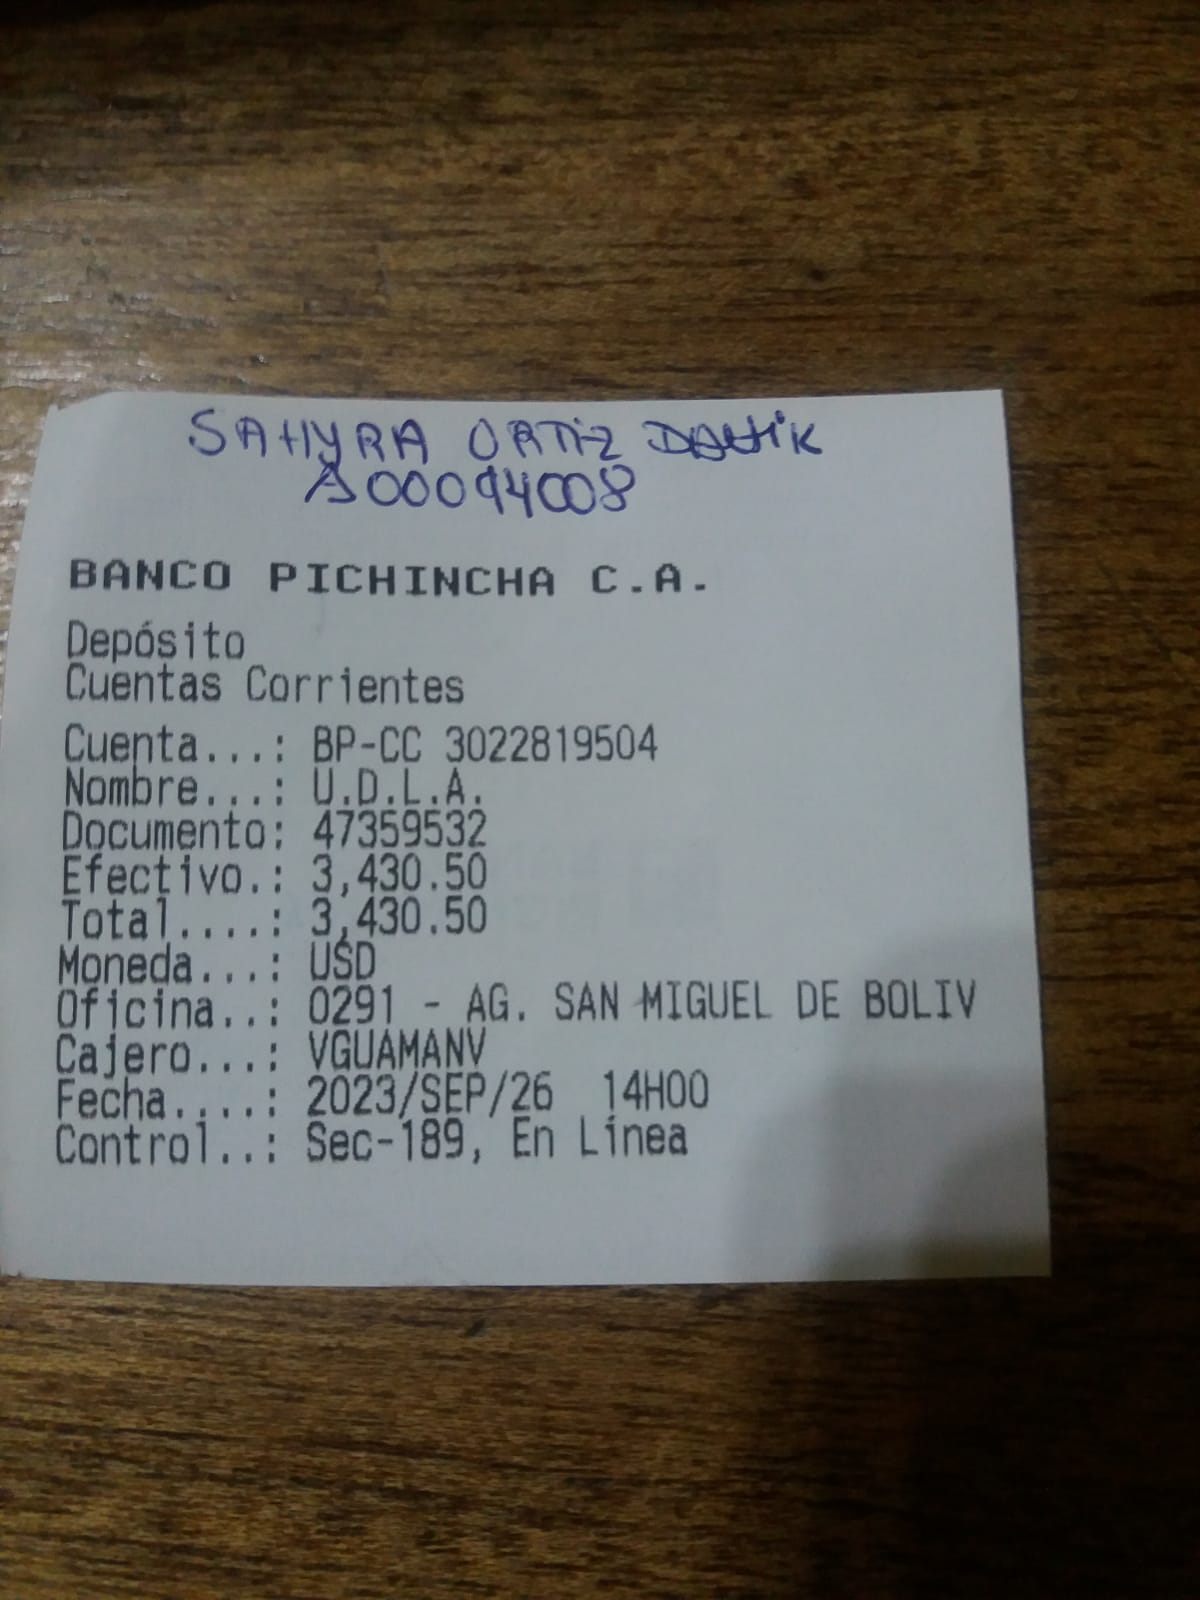 SAHYRA ORTIZ DAHIK
A00094008
BANCO PICHINCHA C.A.
Depósito
Cuentas Corrientes
Cuenta...: BP-CC 3022819504
Nombre...: U.D.L.A.
Documento: 47359532
Efectivo.: 3,430.50
Total....: 3,430.50
Moneda...: USD
Oficina..: 0291 - AG. SAN MIGUEL DE BOLIV
Cajero...: VGUAMANV
Fecha....: 2023/SEP/26 14H00
Control..: Sec-189, En Línea